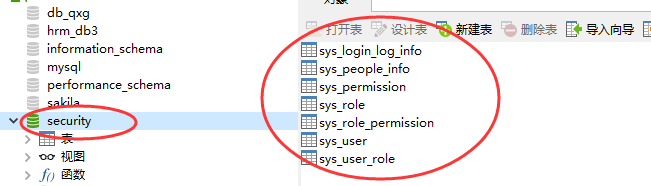 db_qxg
hrm_db3
information_schema
mysql
performance_schema
sakila
security
表
视图
函数
对象
打开表 设计表 新建表 删除表 导入向导
sys_login_log_info
sys_people_info
sys_permission
sys_role
sys_role_permission
sys_user
sys_user_role